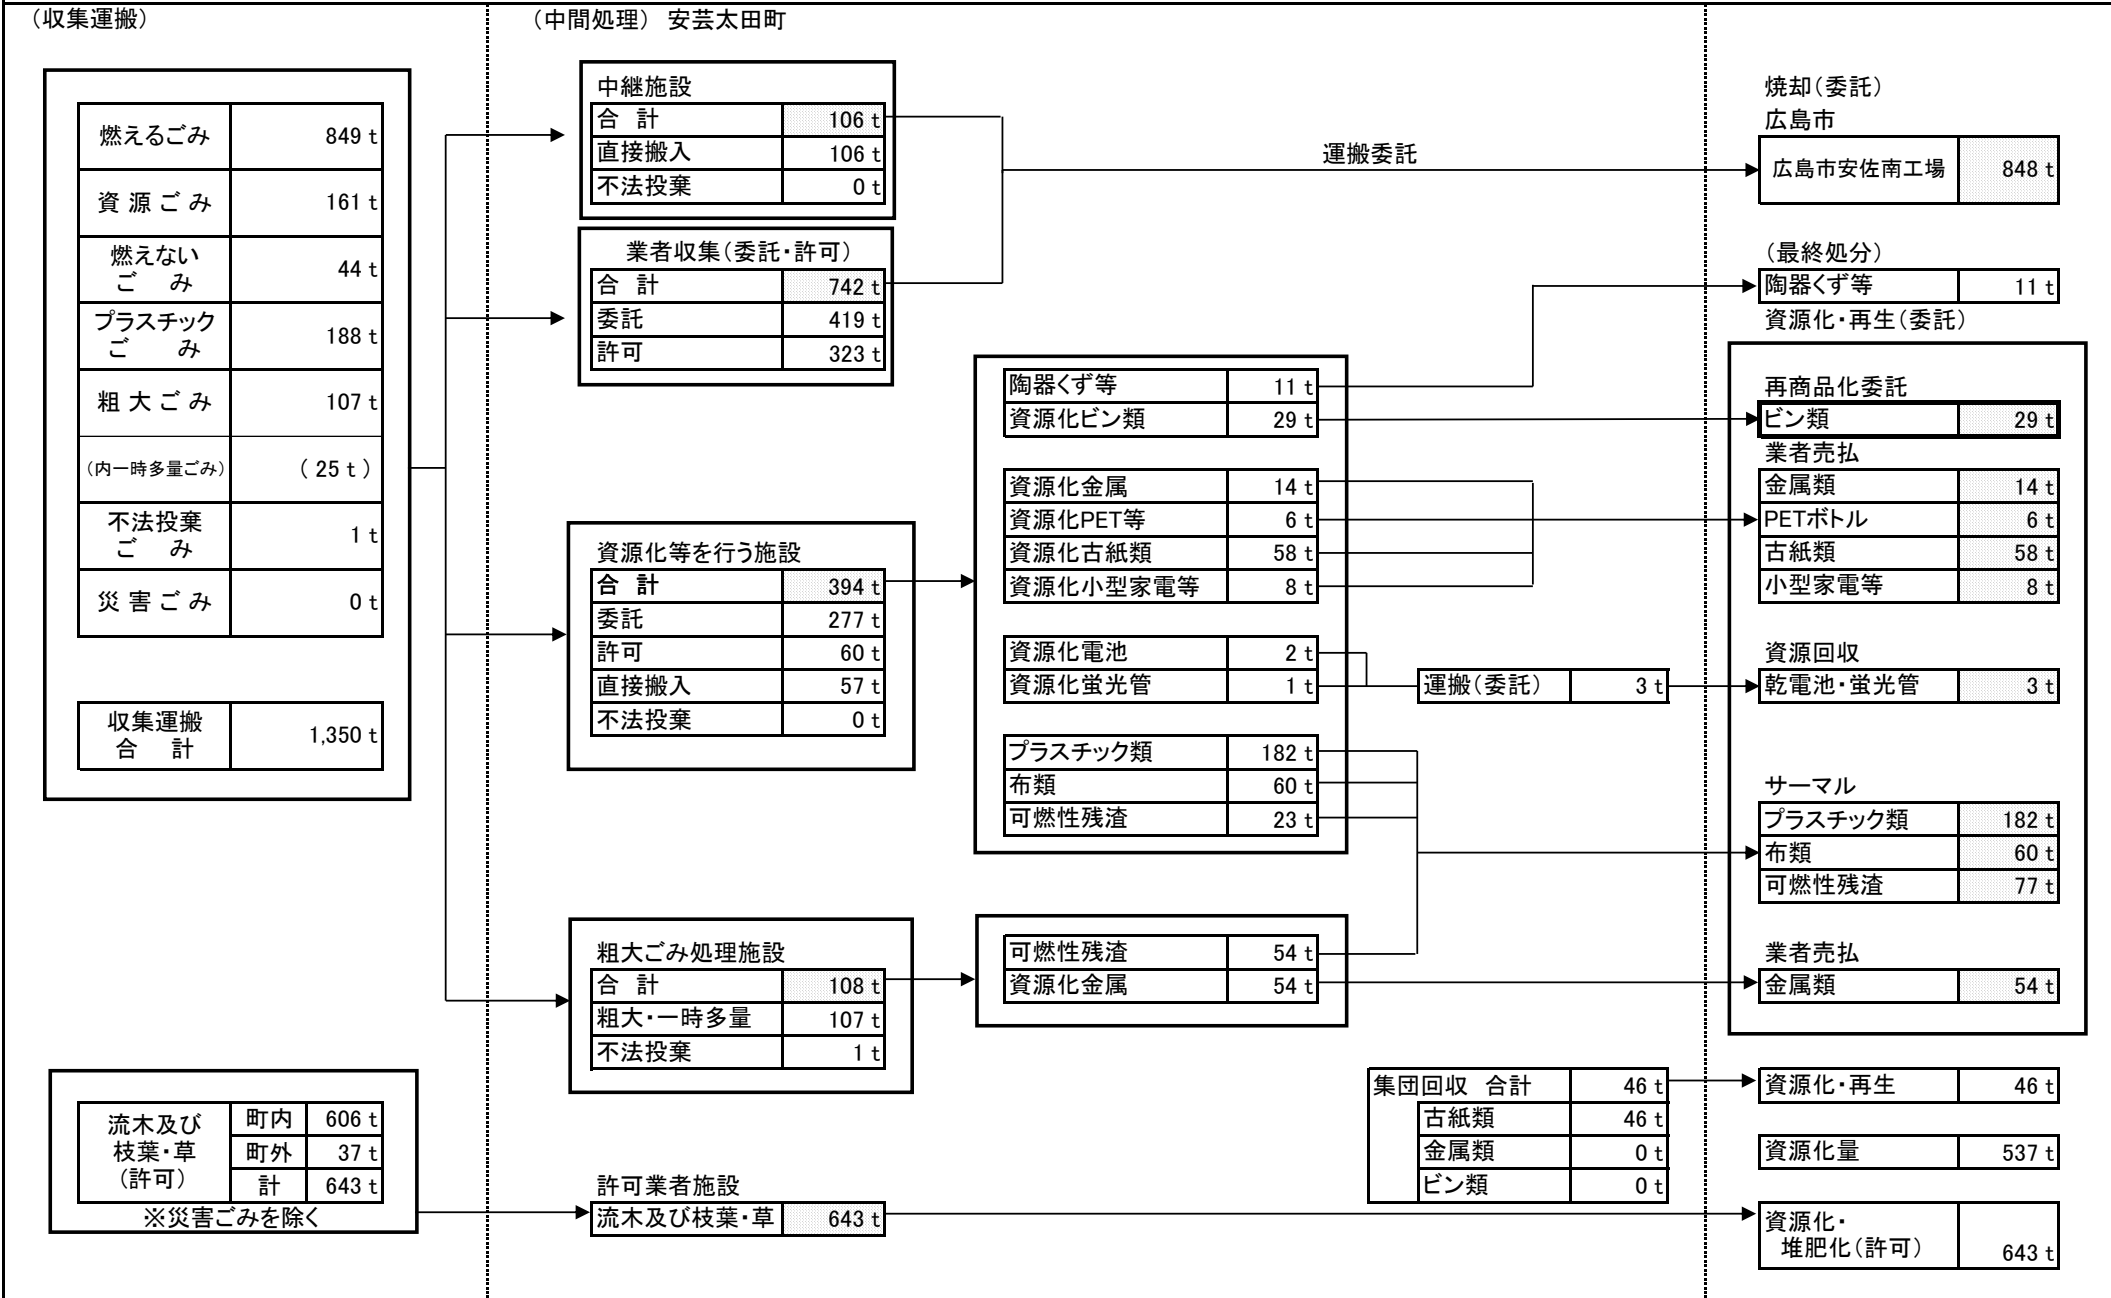 （収集運搬）
燃えるごみ 849 t
資 源 ご み 161 t
燃えない
ご　み 44 t
プラスチック
ご　み 188 t
粗 大 ご み 107 t
（内一時多量ごみ） （ 25 t ）
不法投棄
ご　み 1 t
災 害 ご み 0 t
収集運搬
合　計 1,350 t
流木及び
枝葉・草
（許可）
町内 606 t
町外 37 t
計 643 t
※災害ごみを除く
（中間処理） 安芸太田町
中継施設
合 計 106 t
直接搬入 106 t
不法投棄 0 t
業者収集（委託・許可）
合 計 742 t
委託 419 t
許可 323 t
資源化等を行う施設
合 計 394 t
委託 277 t
許可 60 t
直接搬入 57 t
不法投棄 0 t
粗大ごみ処理施設
合 計 108 t
粗大・一時多量 107 t
不法投棄 1 t
許可業者施設
流木及び枝葉・草 643 t
陶器くず等 11 t
資源化ビン類 29 t
資源化金属 14 t
資源化PET等 6 t
資源化古紙類 58 t
資源化小型家電等 8 t
資源化電池 2 t
資源化蛍光管 1 t
プラスチック類 182 t
布類 60 t
可燃性残渣 23 t
可燃性残渣 54 t
資源化金属 54 t
運搬委託
運搬（委託） 3 t
集団回収 合計 46 t
古紙類 46 t
金属類 0 t
ビン類 0 t
焼却（委託）
広島市
広島市安佐南工場 848 t
（最終処分）
陶器くず等 11 t
資源化・再生（委託）
再商品化委託
ビン類 29 t
業者売払
金属類 14 t
PETボトル 6 t
古紙類 58 t
小型家電等 8 t
資源回収
乾電池・蛍光管 3 t
サーマル
プラスチック類 182 t
布類 60 t
可燃性残渣 77 t
業者売払
金属類 54 t
資源化・再生 46 t
資源化量 537 t
資源化・
堆肥化（許可） 643 t